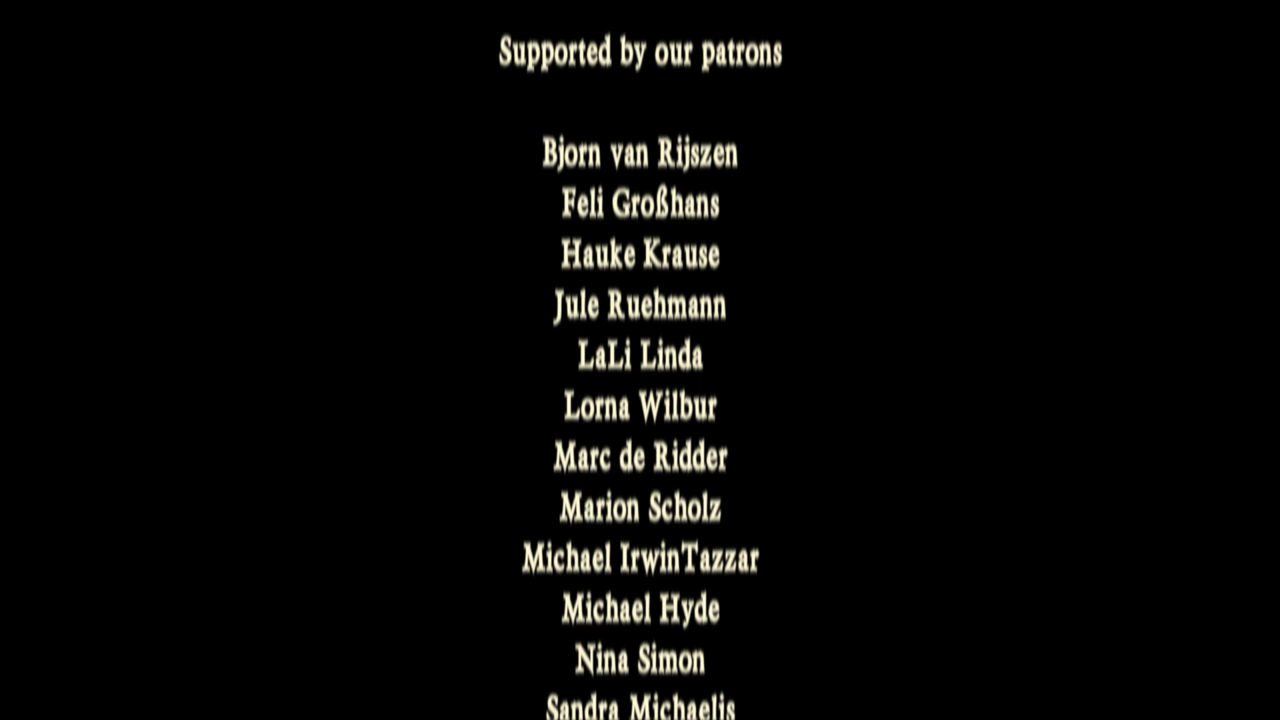 Supported by our patrons
Bjorn van Rijszen
Feli Großhans
Hauke Krause
Jule Ruehmann
LaLi Linda
Lorna Wilbur
Marc de Ridder
Marion Scholz
Michael IrwinTazzar
Michael Hyde
Nina Simon
Sandra Michaelis